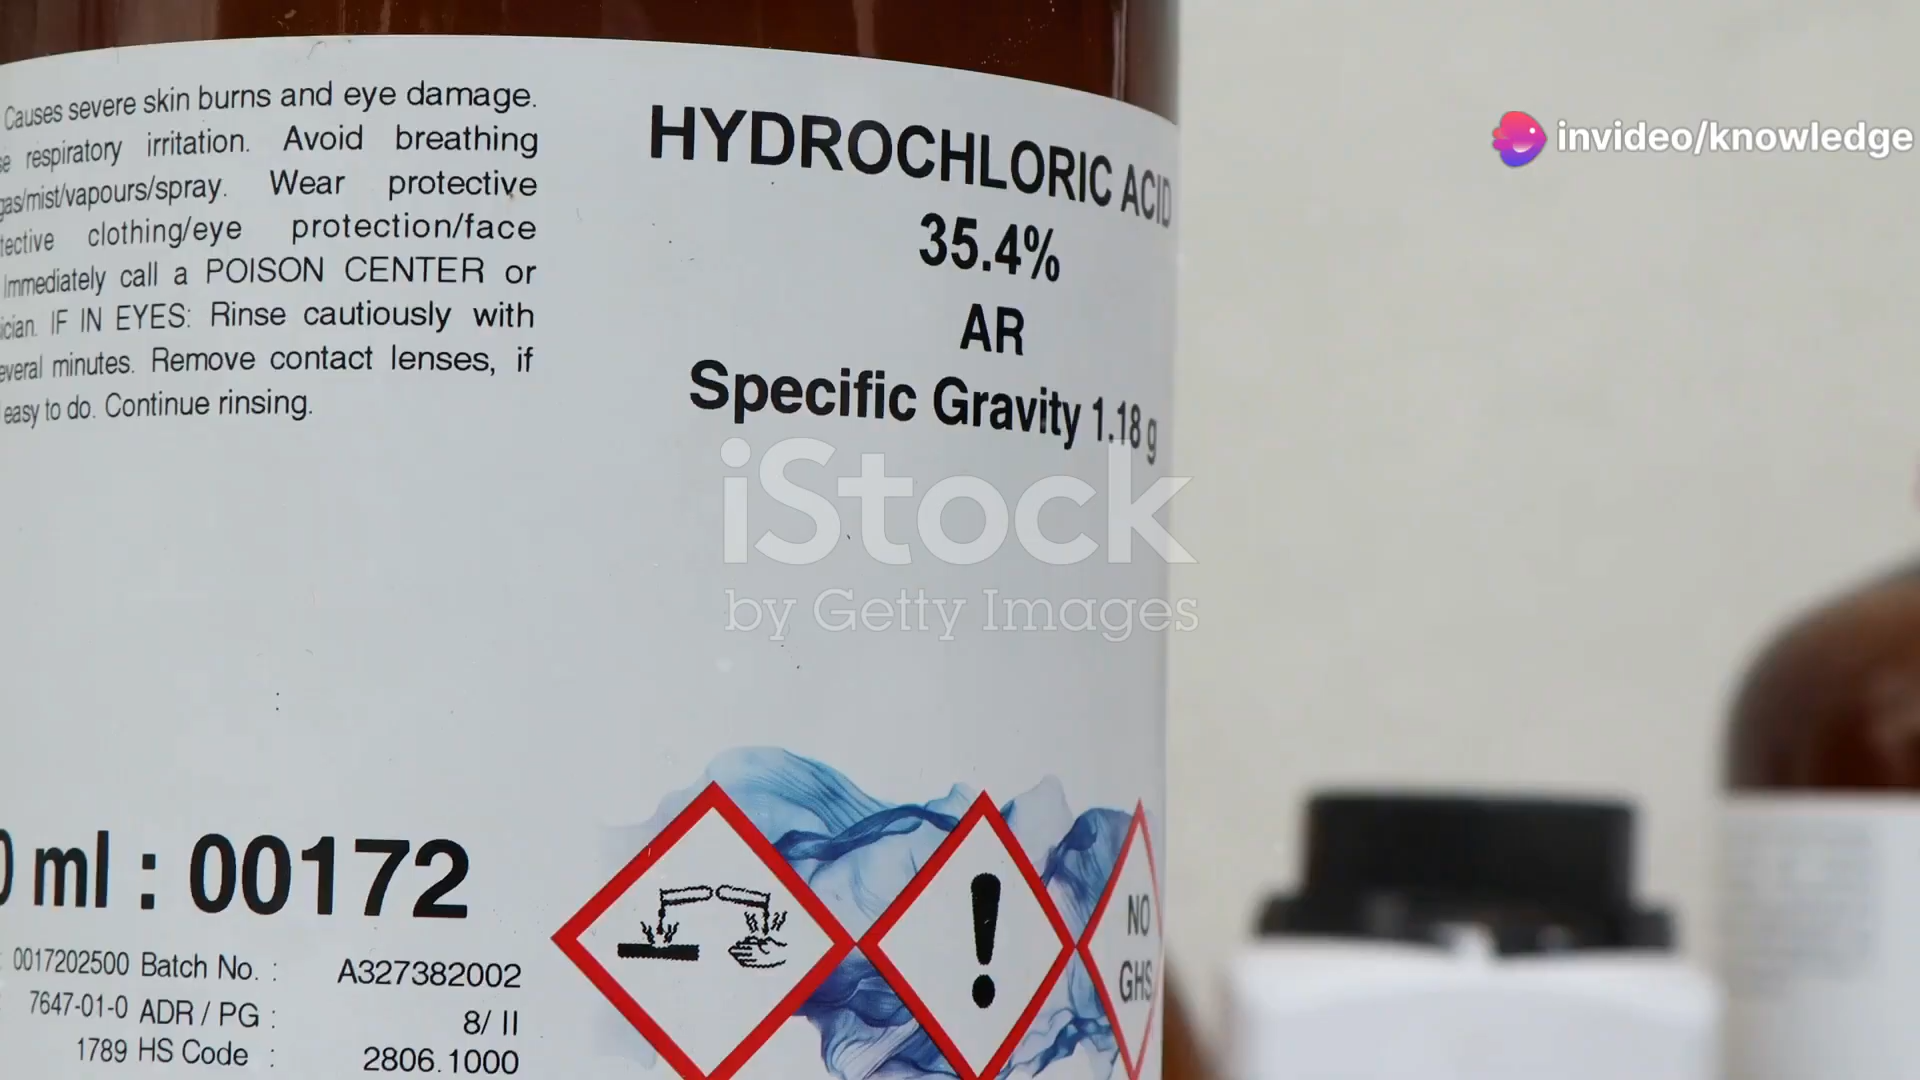 Causes severe skin burns and eye damage.
respiratory irritation. Avoid breathing
gas/mist/vapours/spray. Wear protective
clothing/eye protection/face
Immediately call a POISON CENTER or
IF IN EYES: Rinse cautiously with
several minutes. Remove contact lenses, if
easy to do. Continue rinsing.
HYDROCHLORIC ACID
35.4%
AR
Specific Gravity 1.18 g
invideo/knowledge
iStock
by Getty Images
ml : 00172
0017202500 Batch No. : A327382002
7647-01-0 ADR / PG : 8/ II
1789 HS Code : 2806.1000
NO
GHS